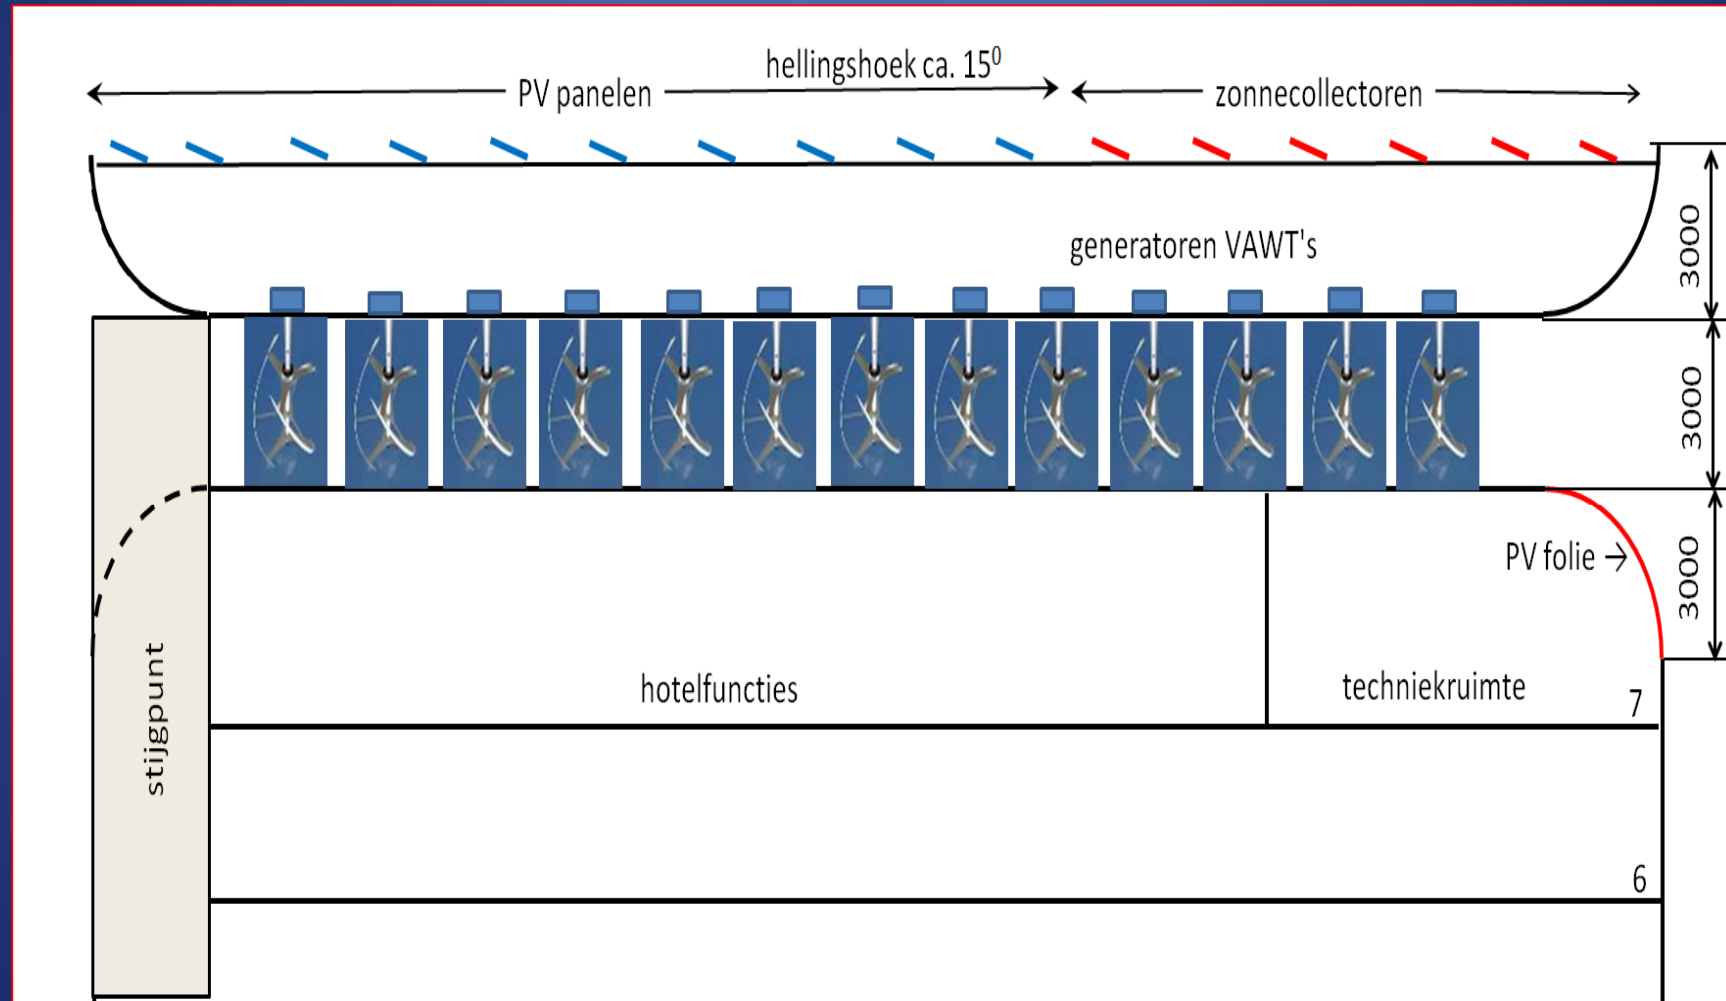 hellingshoek ca. 15⁰
PV panelen
zonnecollectoren
generatoren VAWT's
3000
3000
PV folie →
3000
stijgpunt
hotelfuncties
techniekruimte
7
6